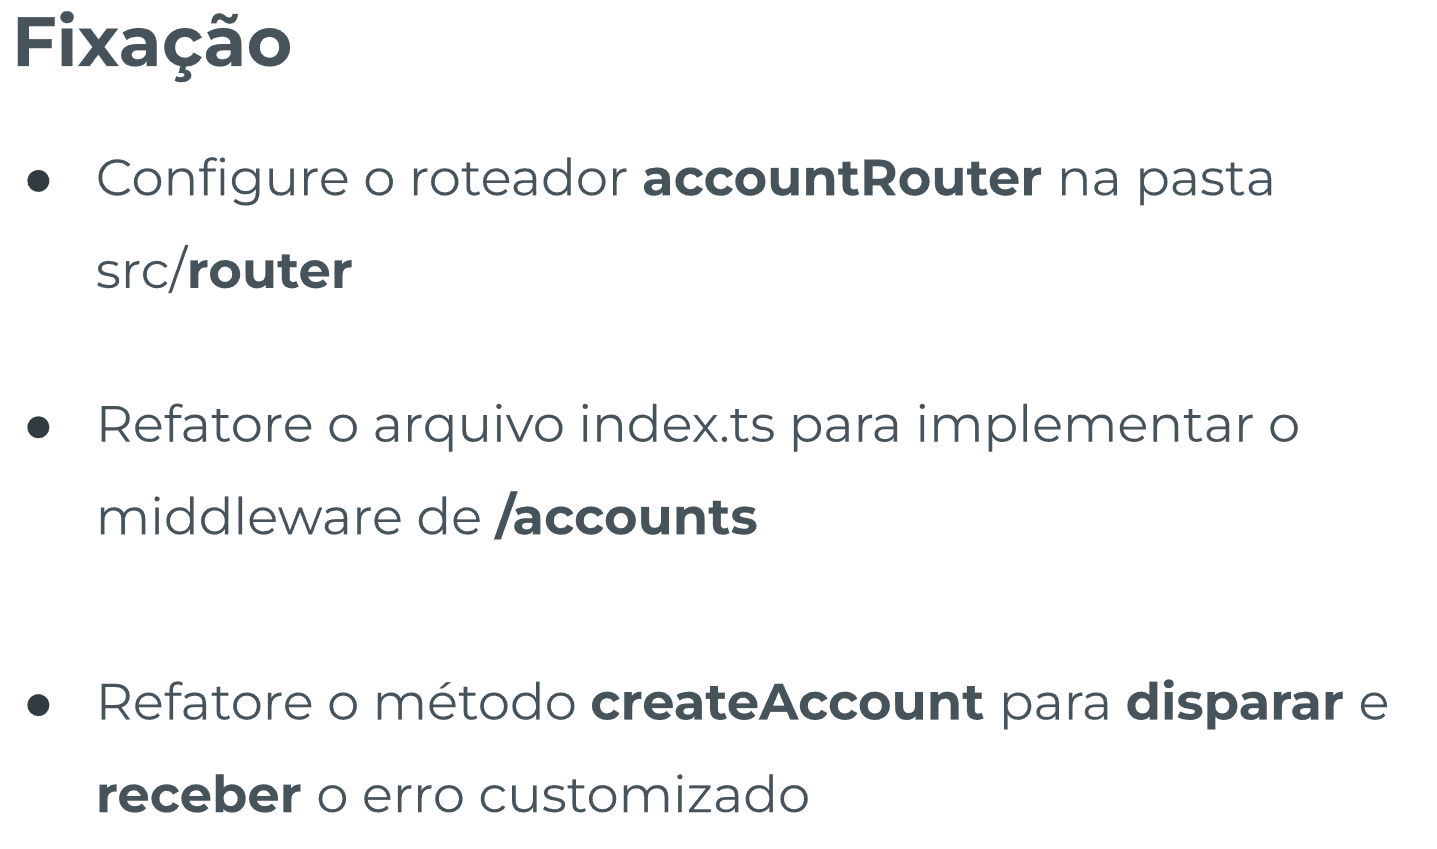 Fixação
● Configure o roteador accountRouter na pasta
src/router
● Refatore o arquivo index.ts para implementar o
middleware de /accounts
● Refatore o método createAccount para disparar e
receber o erro customizado